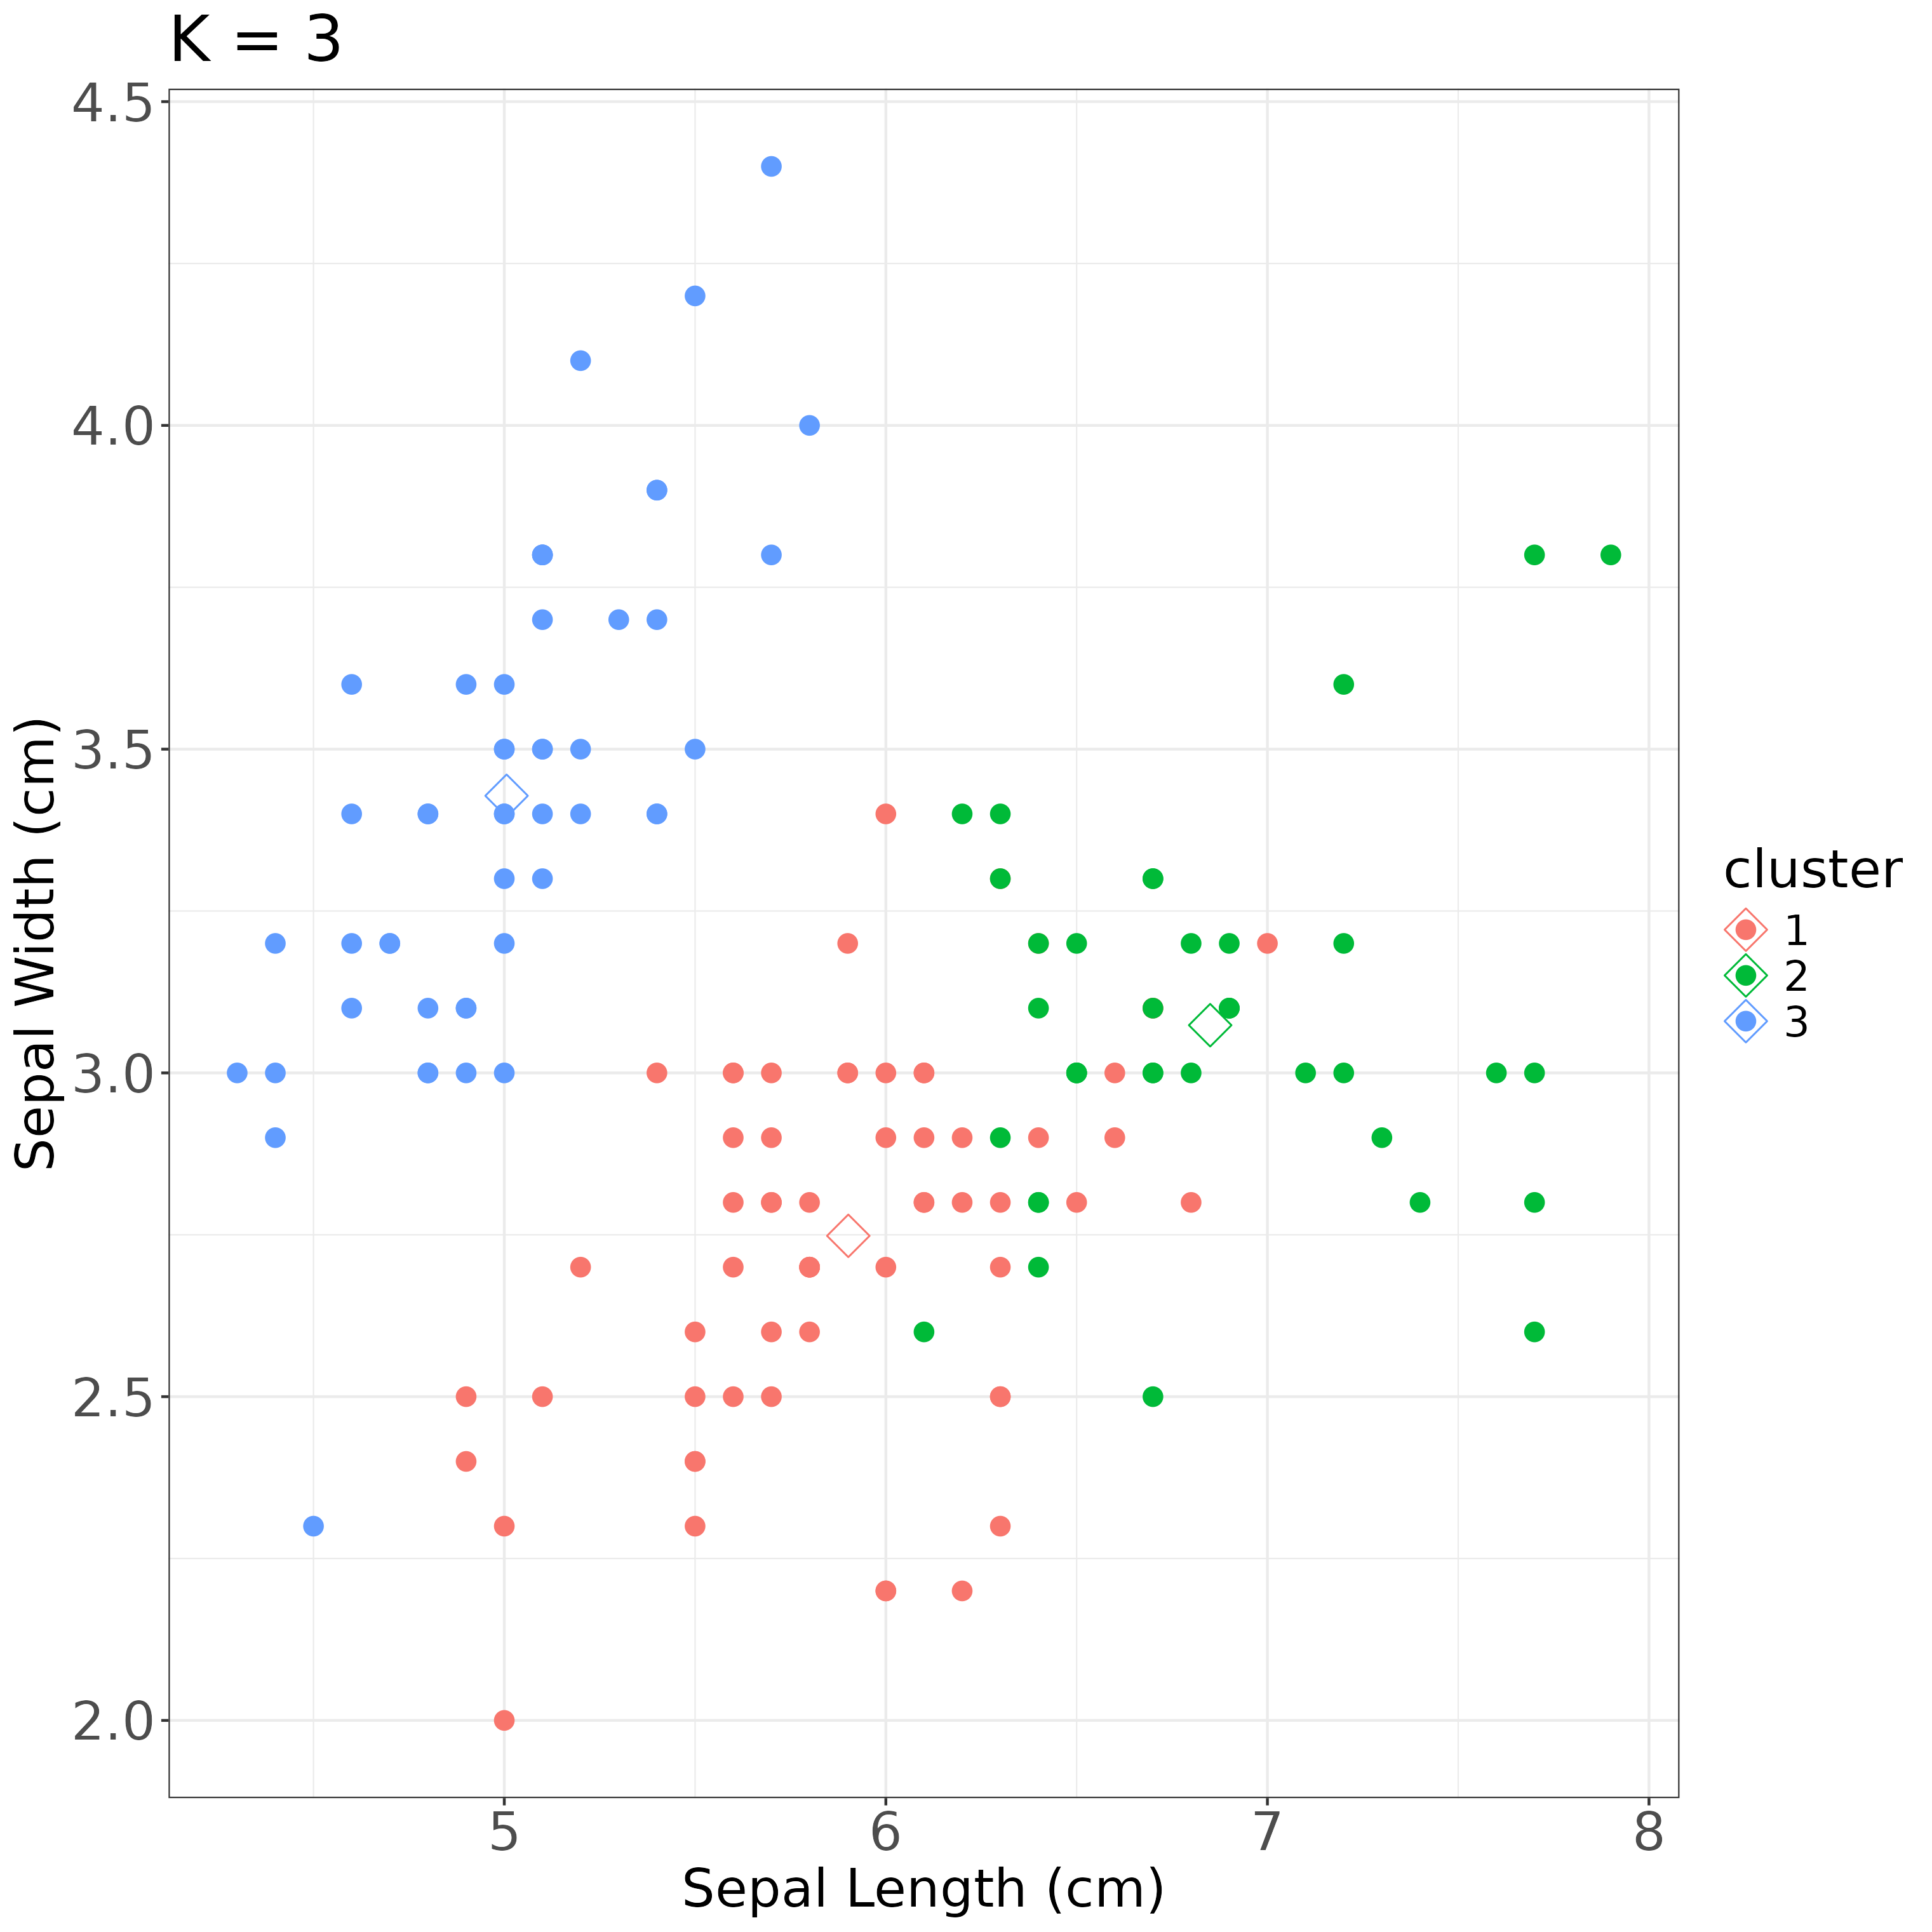 K = 3
4.5
4.0
3.5
3.0
2.5
2.0
Sepal Width (cm)
5 6 7 8
Sepal Length (cm)
cluster
1
2
3